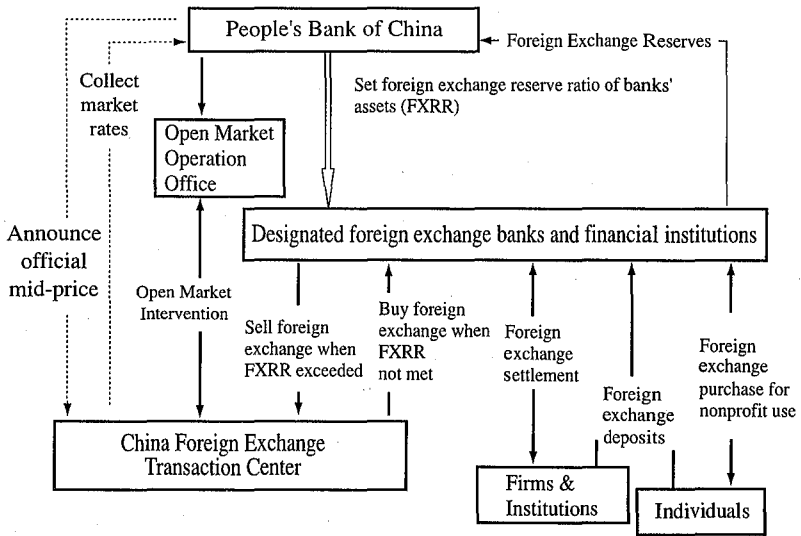 People's Bank of China
Foreign Exchange Reserves
Collect
market
rates
Set foreign exchange reserve ratio of banks'
assets (FXRR)
Open Market
Operation
Office
Announce
official
mid-price
Designated foreign exchange banks and financial institutions
Open Market
Intervention
Sell foreign
exchange when
FXRR exceeded
Buy foreign
exchange when
FXRR
not met
Foreign
exchange
settlement
Foreign
exchange
deposits
Foreign
exchange
purchase for
nonprofit use
China Foreign Exchange
Transaction Center
Firms &
Institutions
Individuals